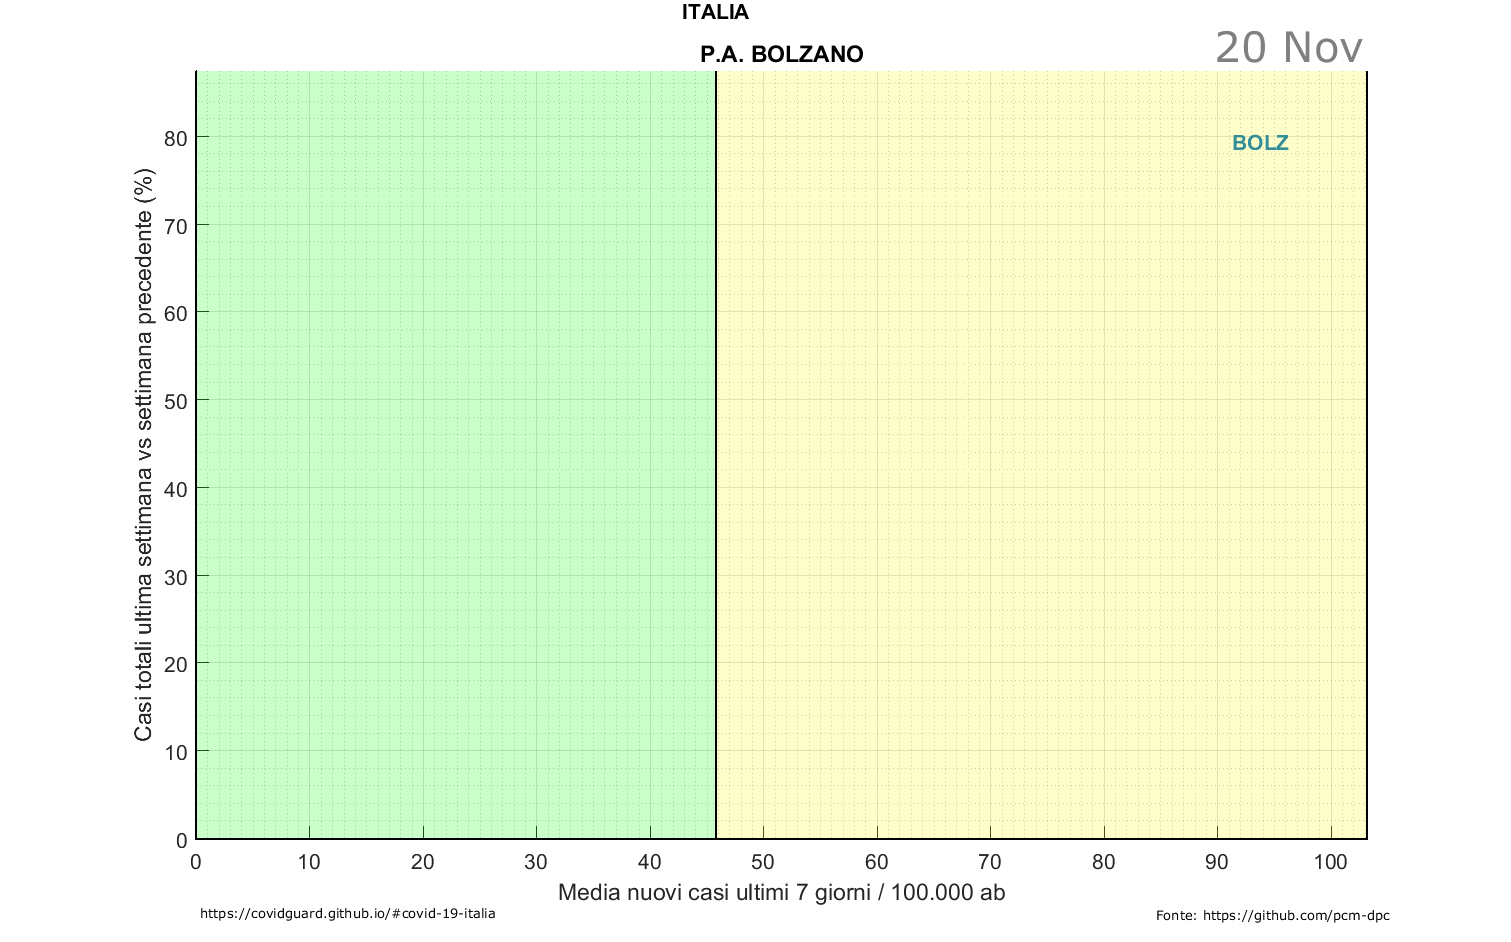 ITALIA
P.A. BOLZANO
20 Nov
BOLZ
Casi totali ultima settimana vs settimana precedente (%)
80
70
60
50
40
30
20
10
0
0 10 20 30 40 50 60 70 80 90 100
Media nuovi casi ultimi 7 giorni / 100.000 ab
https://covidguard.github.io/#covid-19-italia
Fonte: https://github.com/pcm-dpc